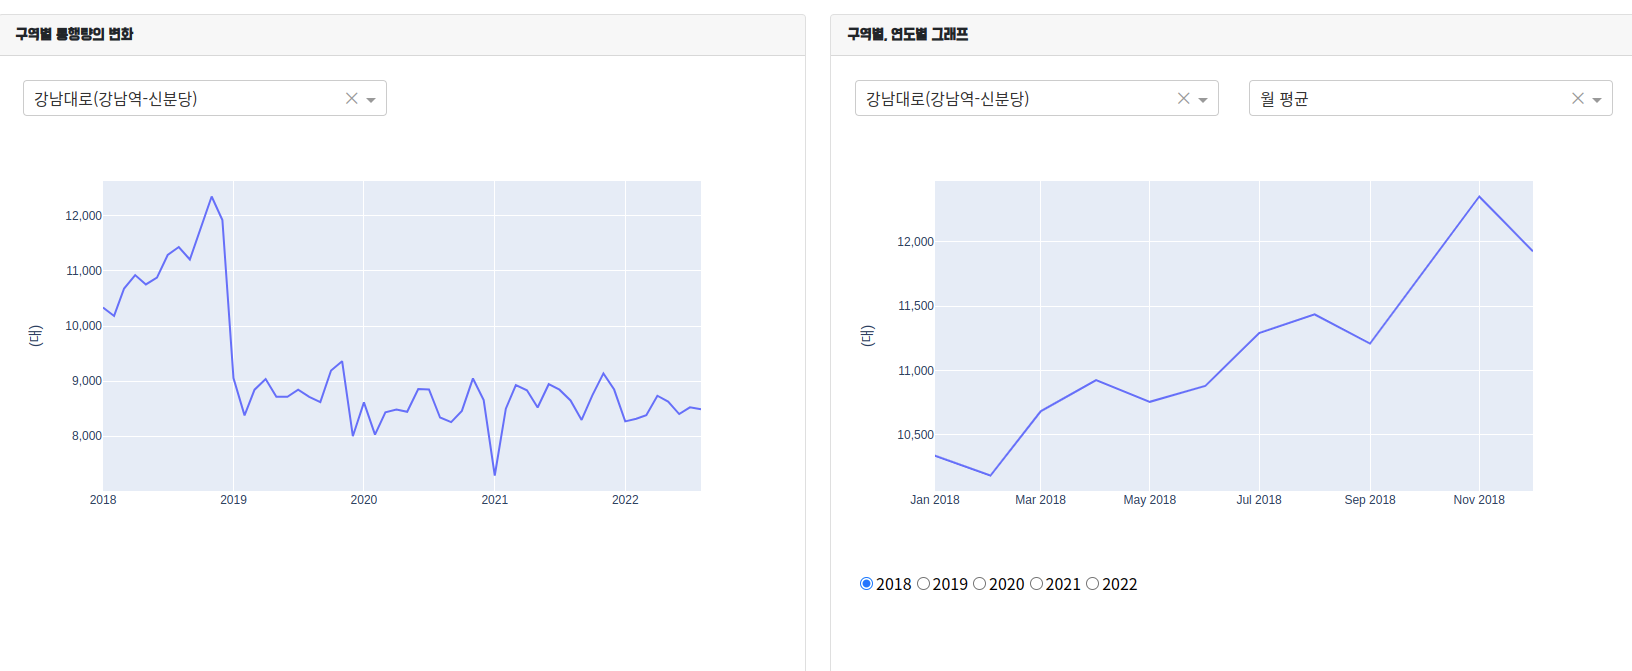 구역별 통행량의 변화
강남대로(강남역-신분당)
12,000
11,000
10,000
9,000
8,000
(대)
2018 2019 2020 2021 2022
구역별, 연도별 그래프
강남대로(강남역-신분당) 월 평균
12,000
11,500
11,000
10,500
(대)
Jan 2018 Mar 2018 May 2018 Jul 2018 Sep 2018 Nov 2018
2018 2019 2020 2021 2022